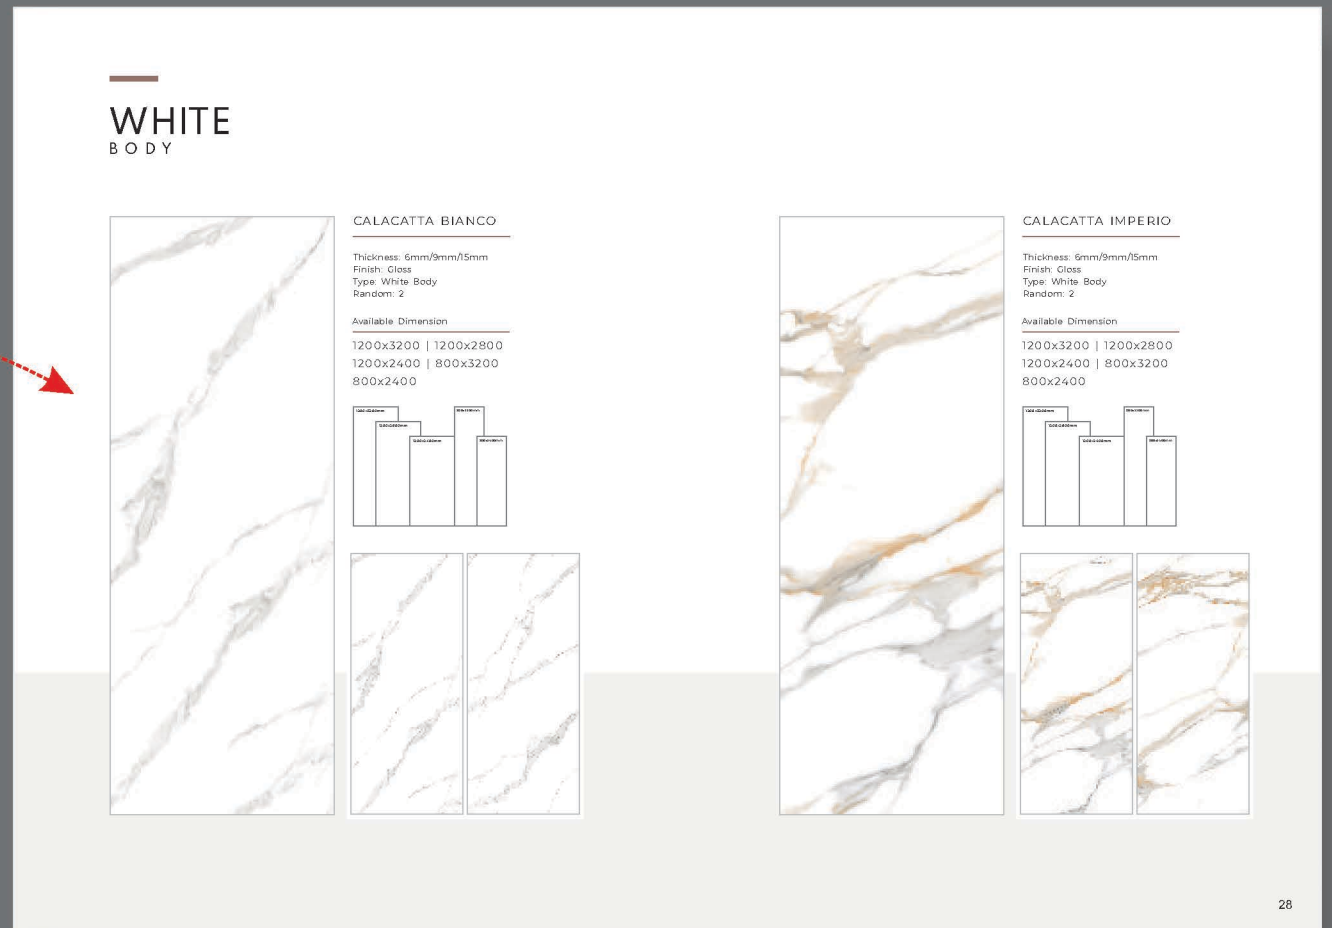 WHITE
BODY
CALACATTA BIANCO
Thickness: 6mm/9mm/15mm
Finish: Gloss
Type: White Body
Random: 2
Available Dimension
1200x3200 | 1200x2800
1200x2400 | 800x3200
800x2400
CALACATTA IMPERIO
Thickness: 6mm/9mm/15mm
Finish: Gloss
Type: White Body
Random: 2
Available Dimension
1200x3200 | 1200x2800
1200x2400 | 800x3200
800x2400
28